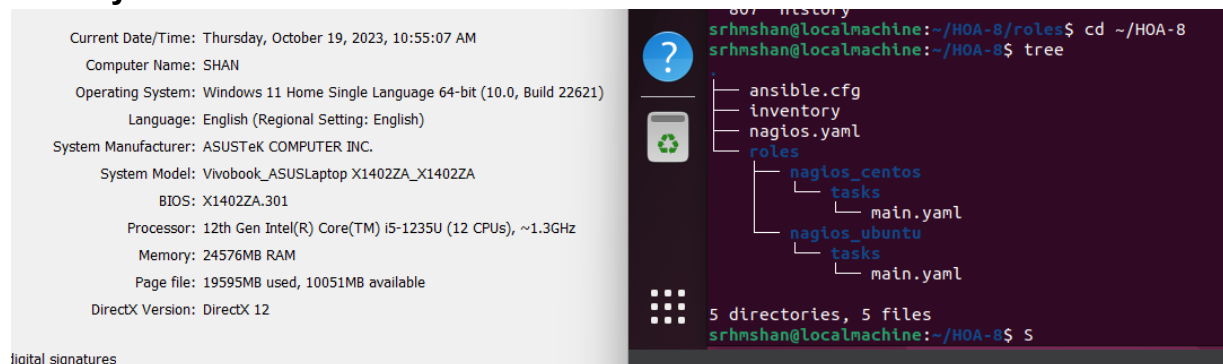 Current Date/Time: Thursday, October 19, 2023, 10:55:07 AM
Computer Name: SHAN
Operating System: Windows 11 Home Single Language 64-bit (10.0, Build 22621)
Language: English (Regional Setting: English)
System Manufacturer: ASUSTeK COMPUTER INC.
System Model: Vivobook_ASUSLaptop X1402ZA_X1402ZA
BIOS: X1402ZA.301
Processor: 12th Gen Intel(R) Core(TM) i5-1235U (12 CPUs), ~1.3GHz
Memory: 24576MB RAM
Page file: 19595MB used, 10051MB available
DirectX Version: DirectX 12
digital signatures
807 history
srhmshan@localmachine:~/HOA-8/roles$ cd ~/HOA-8
srhmshan@localmachine:~/HOA-8$ tree
.
├── ansible.cfg
├── inventory
├── nagios.yaml
└── roles
    ├── nagios_centos
    │   └── tasks
    │       └── main.yaml
    └── nagios_ubuntu
        └── tasks
            └── main.yaml
5 directories, 5 files
srhmshan@localmachine:~/HOA-8$ S